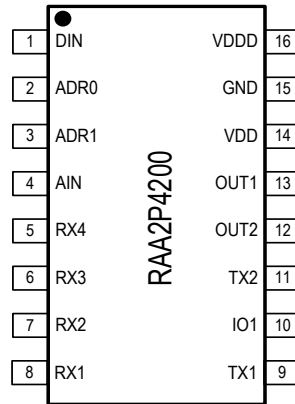 1 DIN VDDD 16
2 ADR0 GND 15
3 ADR1 VDD 14
4 AIN OUT1 13
5 RX4 OUT2 12
6 RX3 TX2 11
7 RX2 IO1 10
8 RX1 TX1 9
RAA2P4200